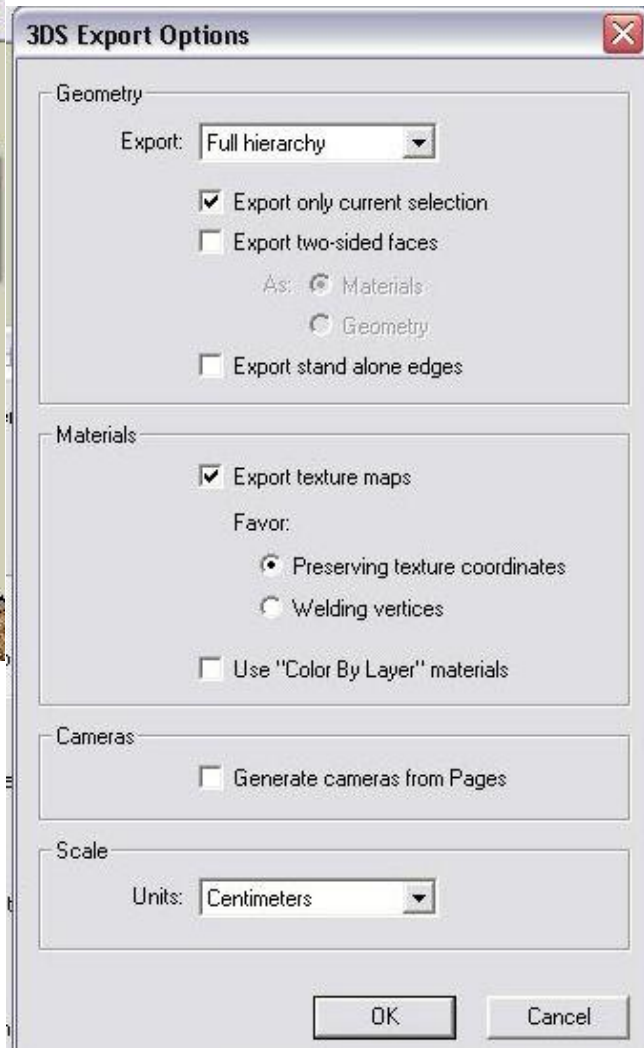 3DS Export Options
Geometry
Export: Full hierarchy
Export only current selection
Export two-sided faces
As: Materials
Geometry
Export stand alone edges
Materials
Export texture maps
Favor:
Preserving texture coordinates
Welding vertices
Use "Color By Layer" materials
Cameras
Generate cameras from Pages
Scale
Units: Centimeters
OK Cancel